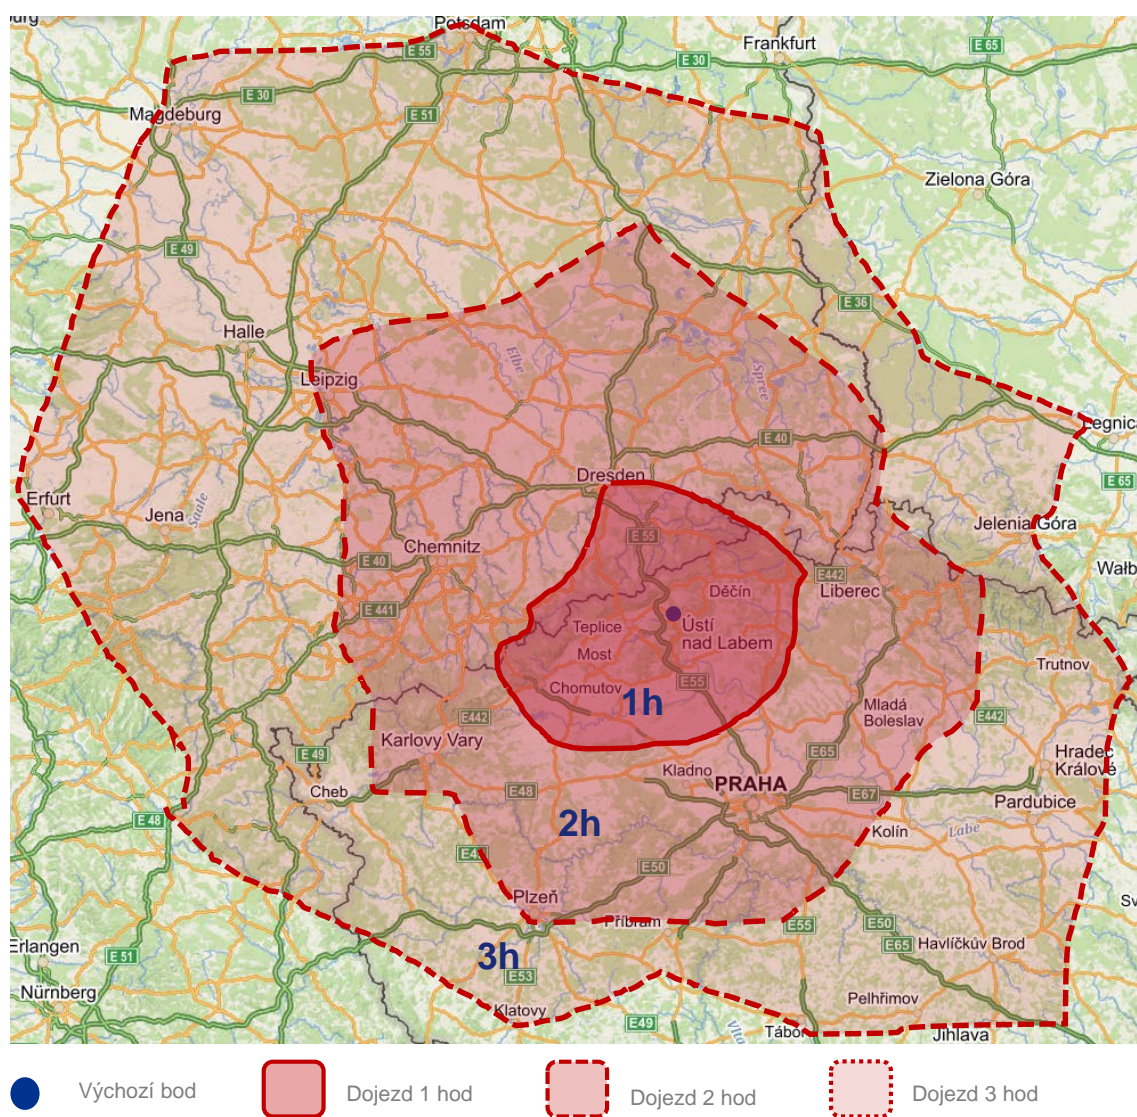 Potsdam
E 55
Frankfurt
E 65
E 30
E 30
E 51
Magdeburg
Zielona Góra
E 49
E 36
Halle
Elbe
Spree
Leipzig
Legnica
E 40
Dresden
E 65
Erfurt
Saale
Jena
Jelenia Góra
E 55
Chemnitz
E 40
E442
Liberec
Děčín
E 441
Ústí
nad Labem
Teplice
Most
Trutnov
Chomutov
E55
1h
Mladá
Boleslav
E442
E442
Karlovy Vary
E 49
E65
Hradec
Králové
Kladno
PRAHA
Cheb
E48
E67
Pardubice
E 48
2h
Kolín
Labe
E50
Plzeň
Příbram
E55
E50
Erlangen
E 51
3h
E65
Havlíčkův Brod
E53
Nürnberg
Klatovy
Pelhřimov
E49
Tábor
Jihlava
Výchozí bod
Dojezd 1 hod
Dojezd 2 hod
Dojezd 3 hod